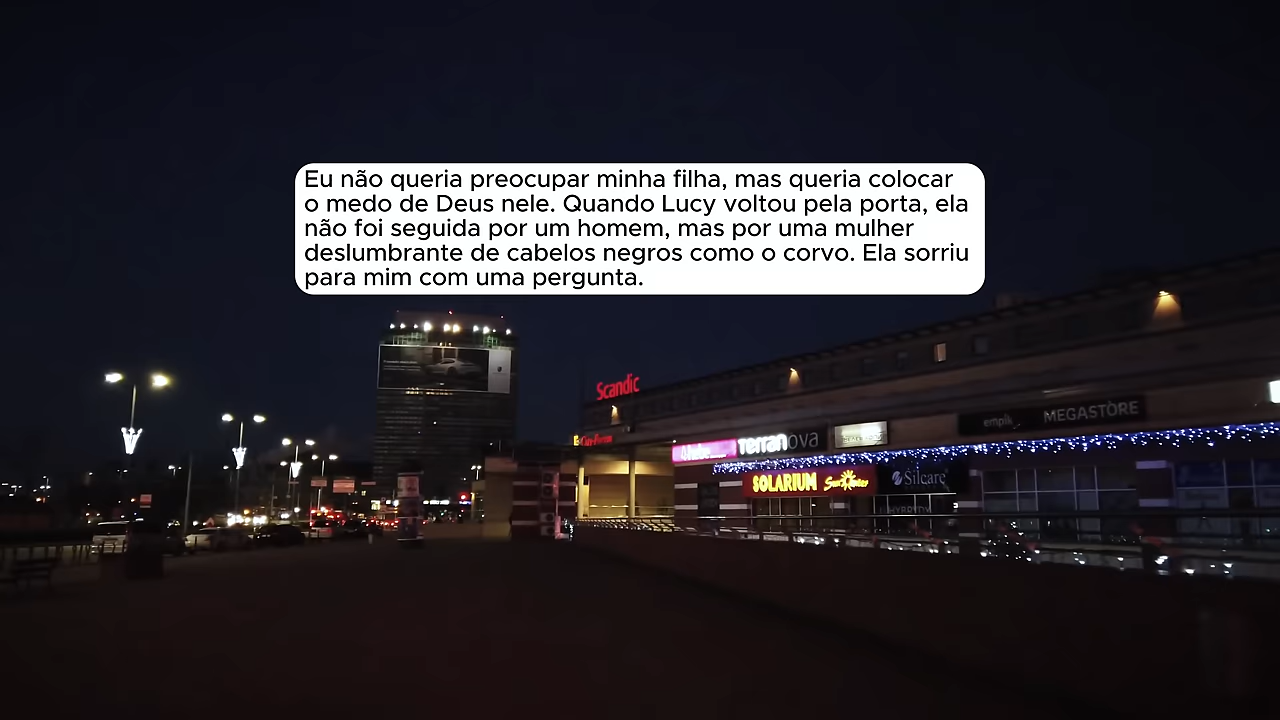 Eu não queria preocupar minha filha, mas queria colocar
o medo de Deus nele. Quando Lucy voltou pela porta, ela
não foi seguida por um homem, mas por uma mulher
deslumbrante de cabelos negros como o corvo. Ela sorriu
para mim com uma pergunta.
Scandic
empik
MEGASTORE
terranova
SOLARIUM
Silcare